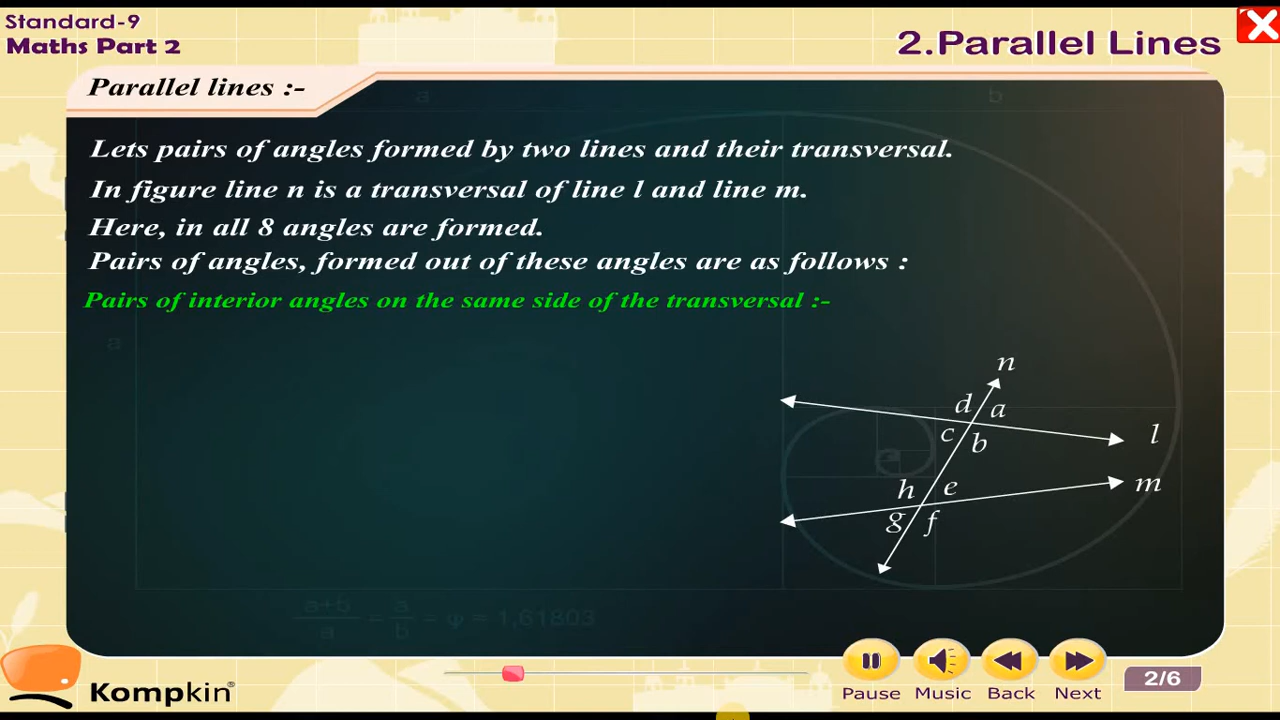 Standard-9
Maths Part 2
2.Parallel Lines
Parallel lines :-
Lets pairs of angles formed by two lines and their transversal.
In figure line n is a transversal of line l and line m.
Here, in all 8 angles are formed.
Pairs of angles, formed out of these angles are as follows :
Pairs of interior angles on the same side of the transversal :-
a
b
a
n
d a
c b
l
h e
m
g f
a+b/a = a/b = ψ = 1,61803
Kompkin®
Pause Music Back Next
2/6